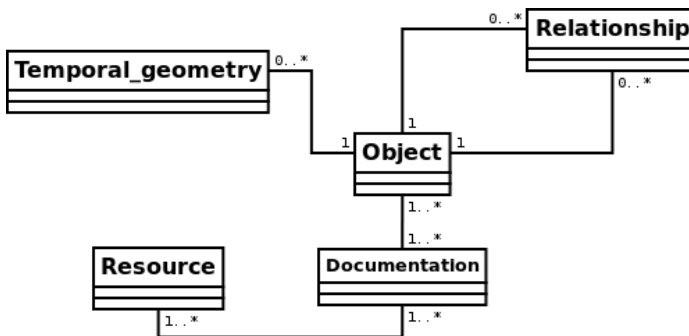 0..*
Relationship
Temporal_geometry
0..*
0..*
1
1
Object
1
1..*
1..*
Resource
Documentation
1..*
1..*